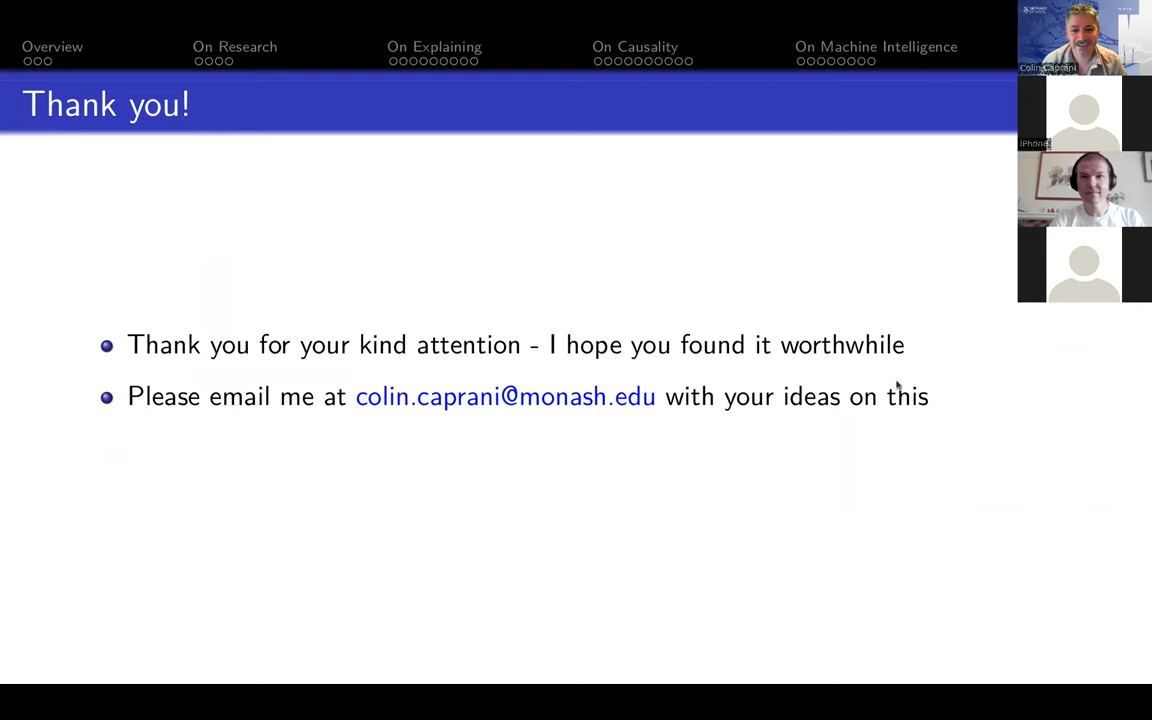 Overview
On Research
On Explaining
On Causality
On Machine Intelligence
Thank you!
Thank you for your kind attention - I hope you found it worthwhile
Please email me at colin.caprani@monash.edu with your ideas on this
MONASH
Colin Caprani
iPhone